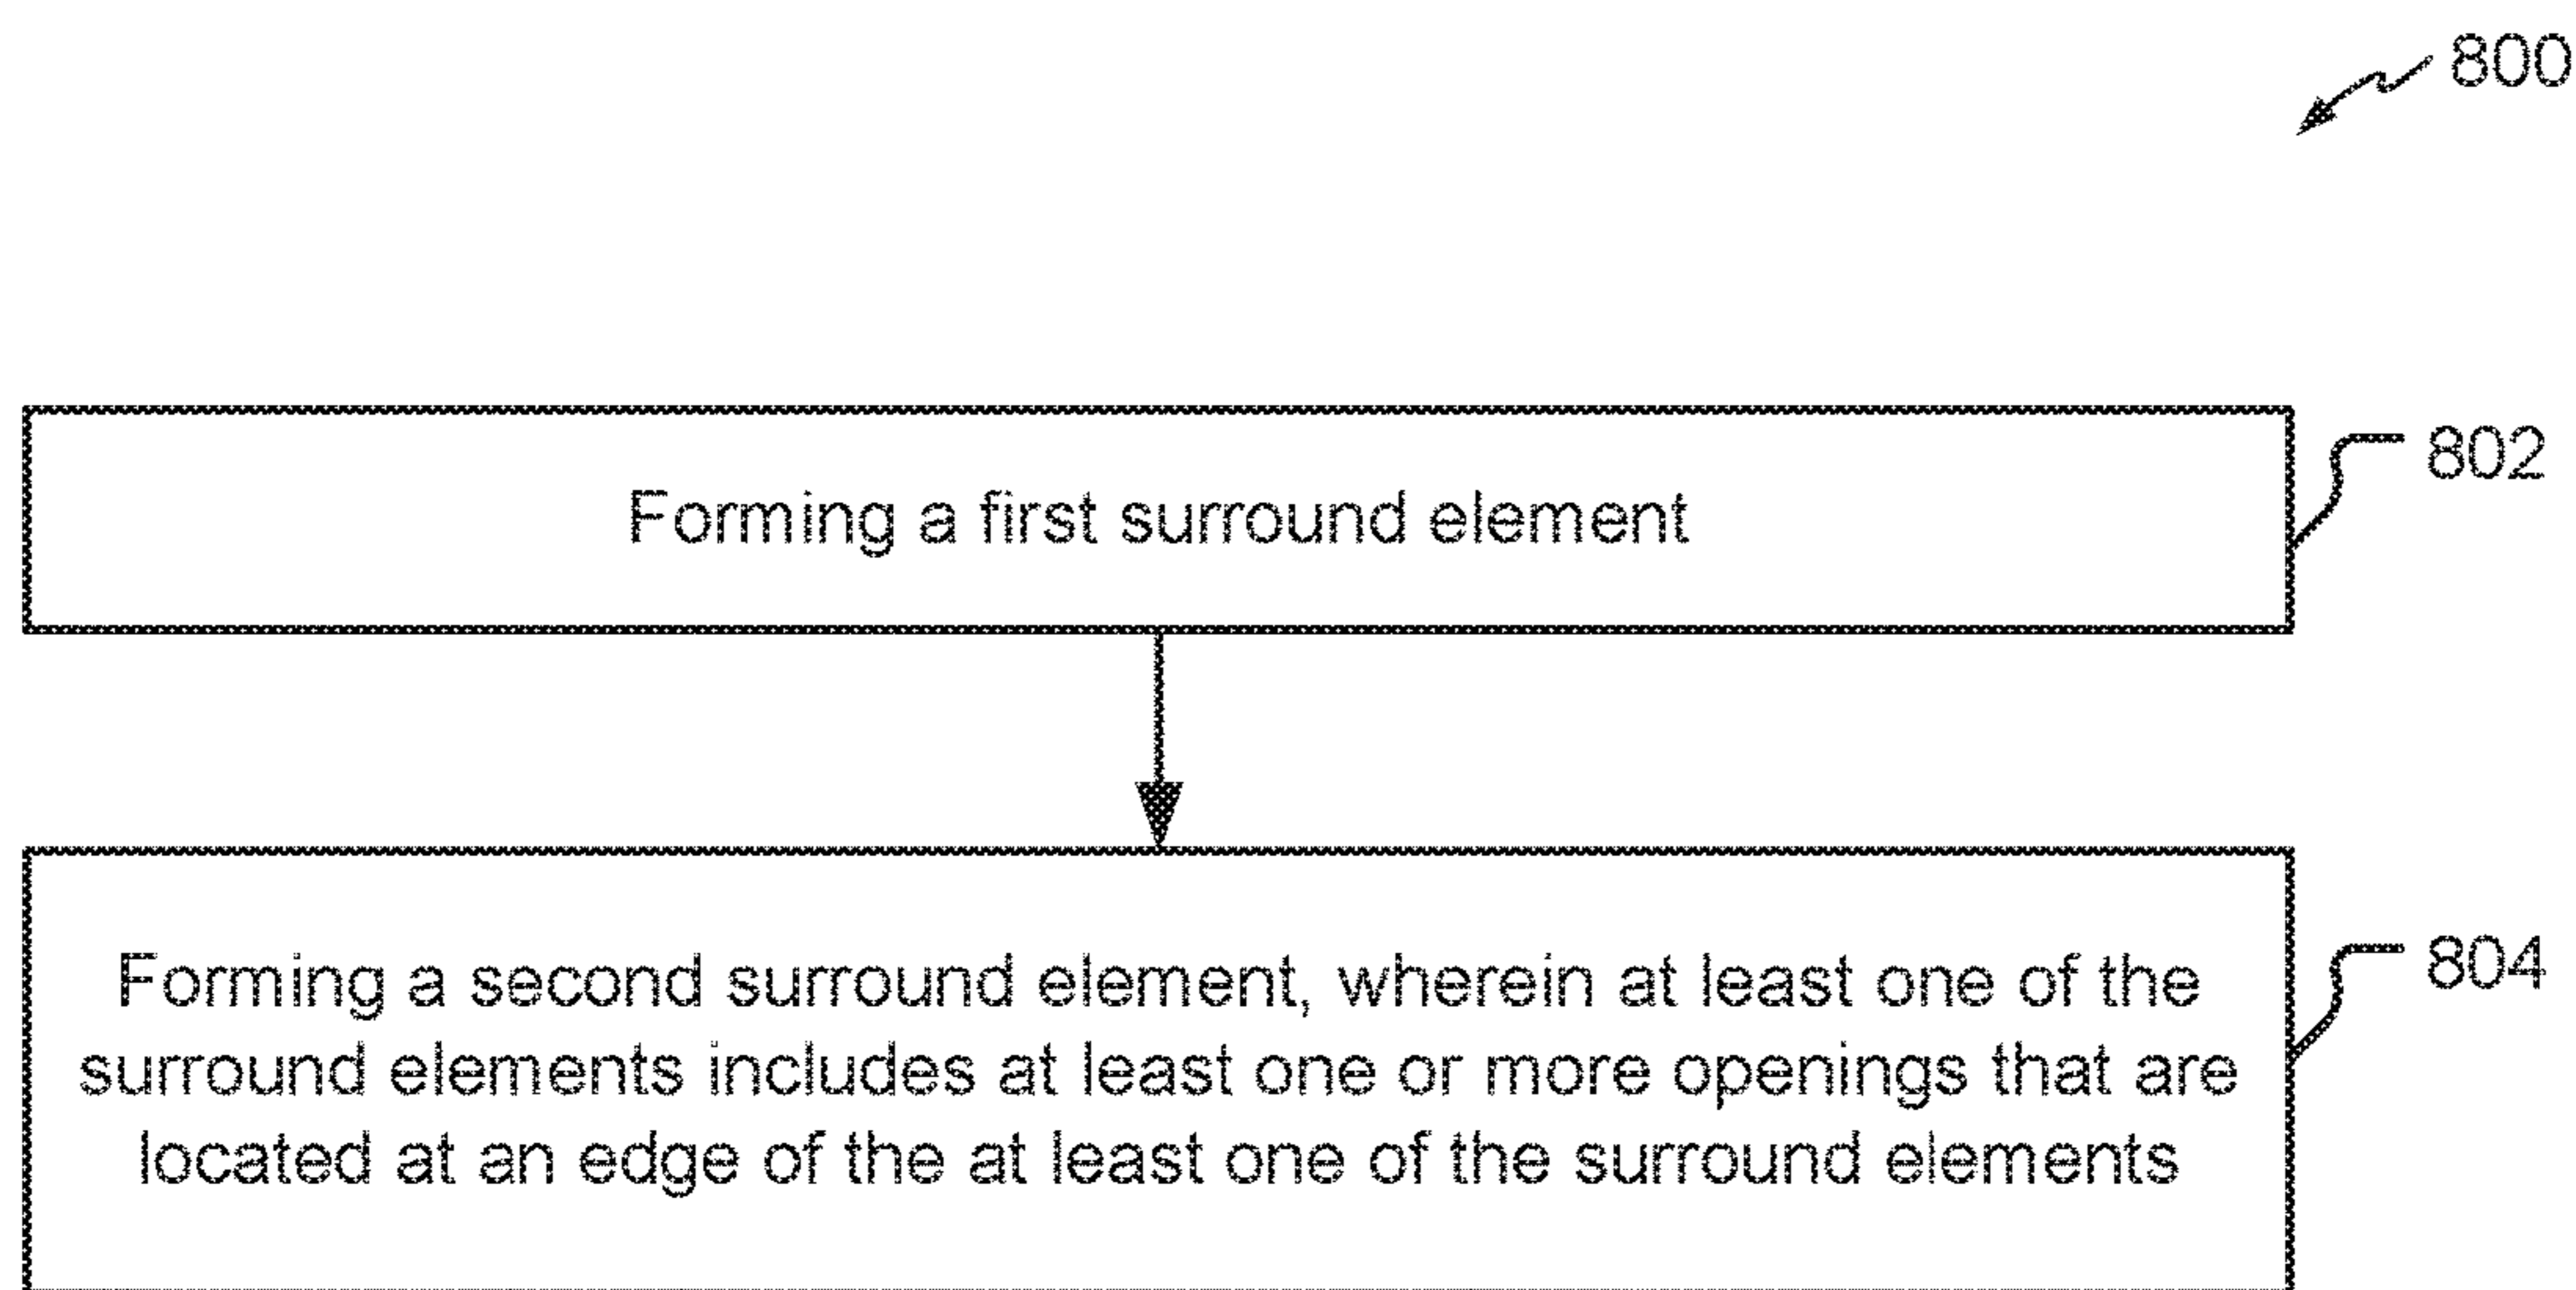 800
Forming a first surround element
802
Forming a second surround element, wherein at least one of the
surround elements includes at least one or more openings that are
located at an edge of the at least one of the surround elements
804